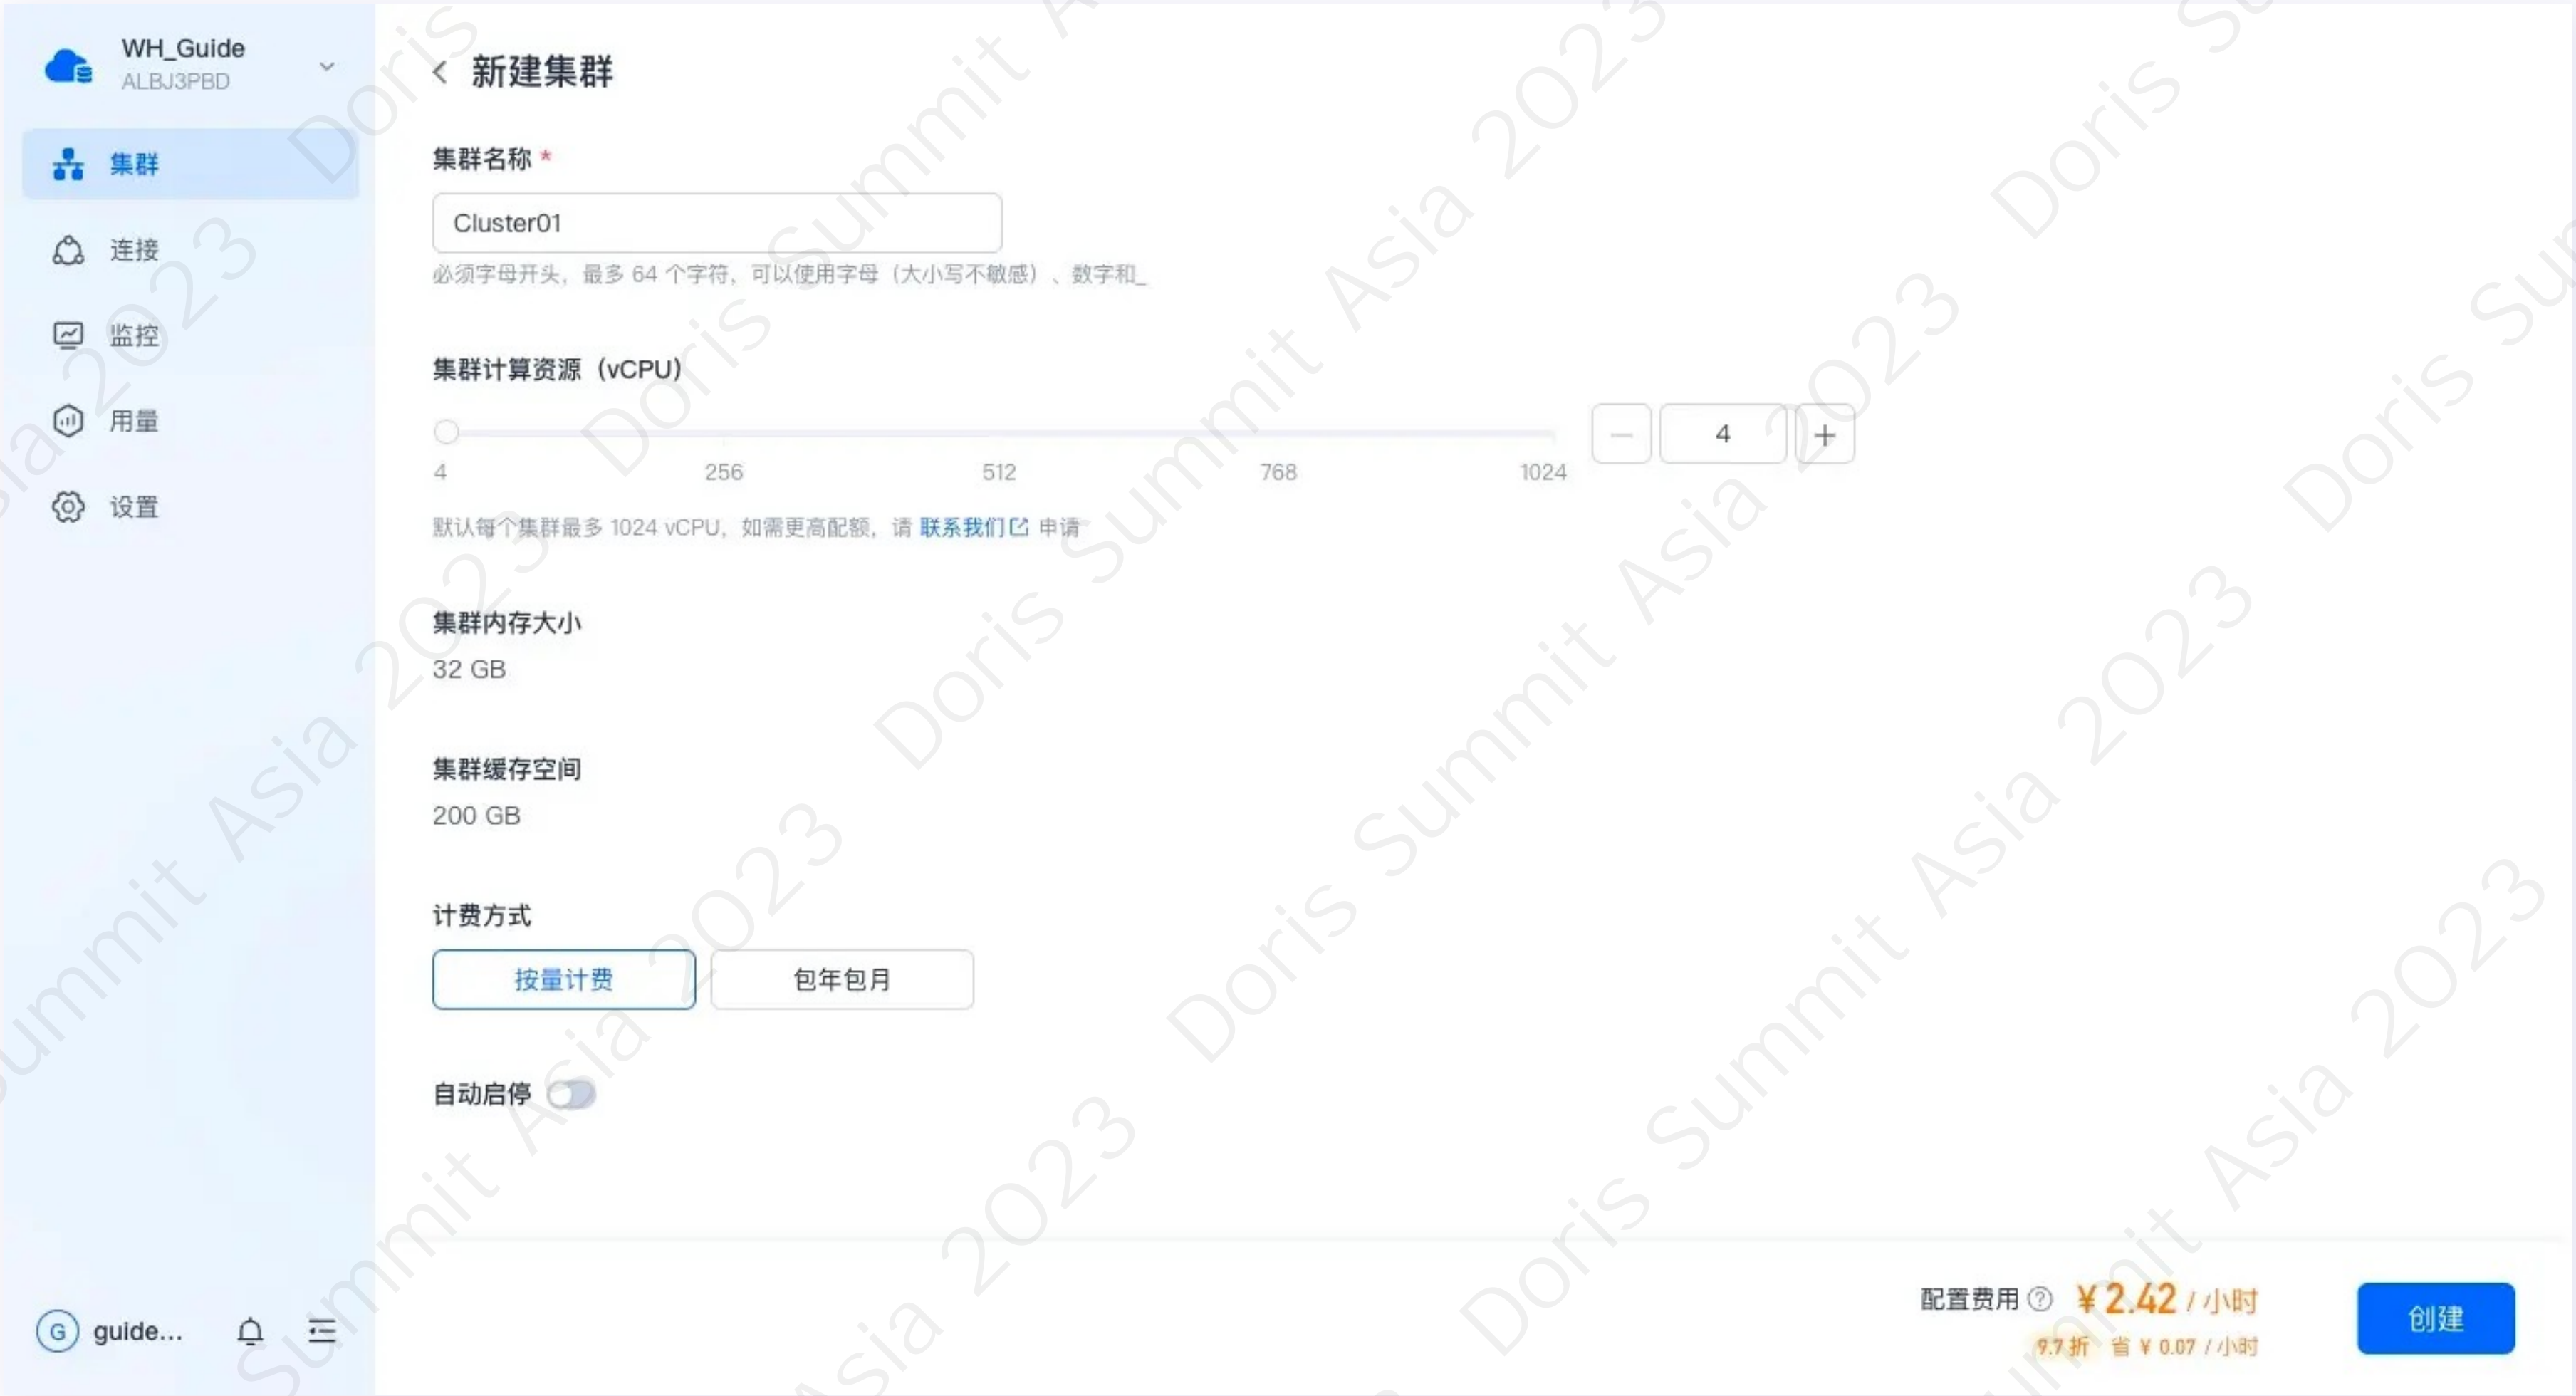 WH_Guide
ALBJ3PBD
集群
连接
监控
用量
设置
G guide...
新建集群
集群名称 *
Cluster01
必须字母开头，最多 64 个字符，可以使用字母（大小写不敏感）、数字和_
集群计算资源（vCPU）
4 256 512 768 1024
4
默认每个集群最多 1024 vCPU，如需更高配额，请 联系我们 申请
集群内存大小
32 GB
集群缓存空间
200 GB
计费方式
按量计费 包年包月
自动启停
配置费用 ¥ 2.42 / 小时
9.7 折 省 ¥ 0.07 / 小时
创建
Doris Summit Asia 2023